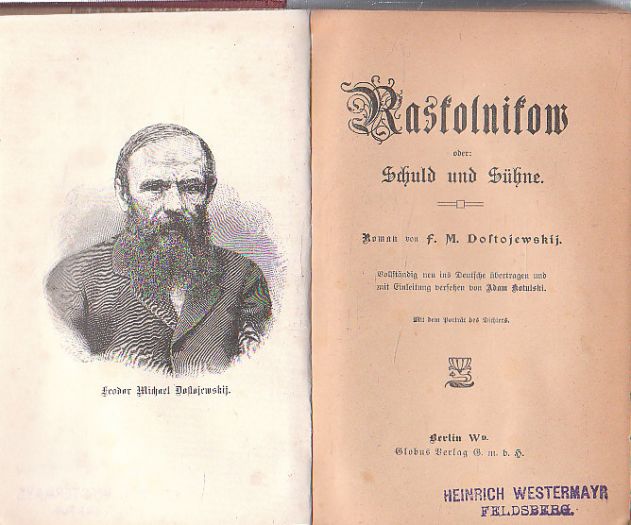 Feodor Michael Dostojewskij.
Raskolnikow
oder:
Schuld und Sühne.
Roman von F. M. Dostojewskij.
Vollständig neu ins Deutsche übertragen und
mit Einleitung versehen von Adam Kotulski.
Mit dem Porträt des Dichters.
Berlin W9.
Globus Verlag G. m. b. H.
HEINRICH WESTERMAYR
FELDSBERG.